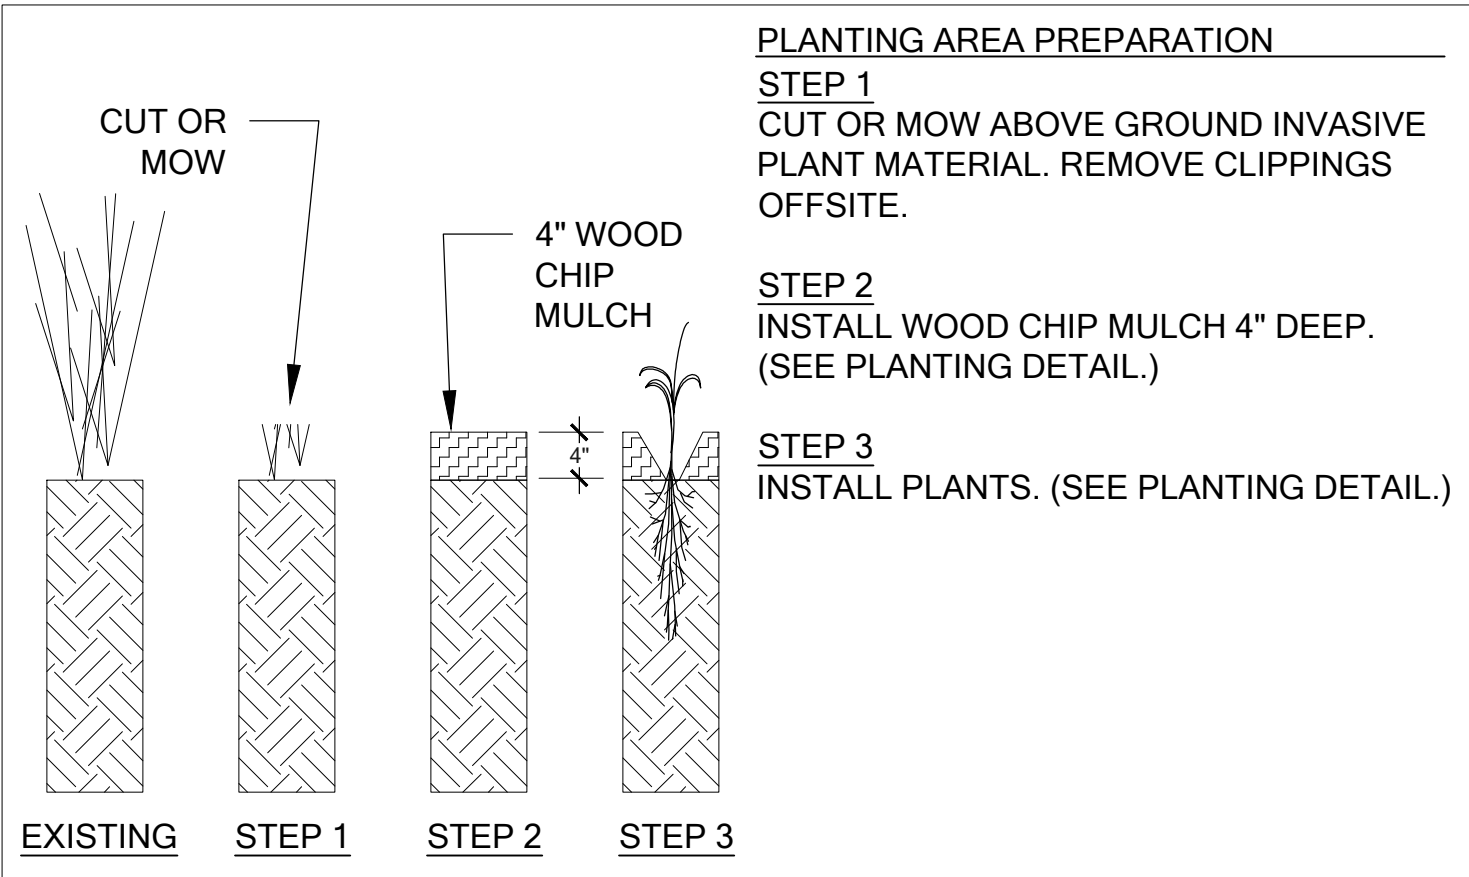 PLANTING AREA PREPARATION
STEP 1
CUT OR MOW ABOVE GROUND INVASIVE
PLANT MATERIAL. REMOVE CLIPPINGS
OFFSITE.
STEP 2
INSTALL WOOD CHIP MULCH 4" DEEP.
(SEE PLANTING DETAIL.)
STEP 3
INSTALL PLANTS. (SEE PLANTING DETAIL.)
CUT OR
MOW
4" WOOD
CHIP
MULCH
4"
EXISTING
STEP 1
STEP 2
STEP 3